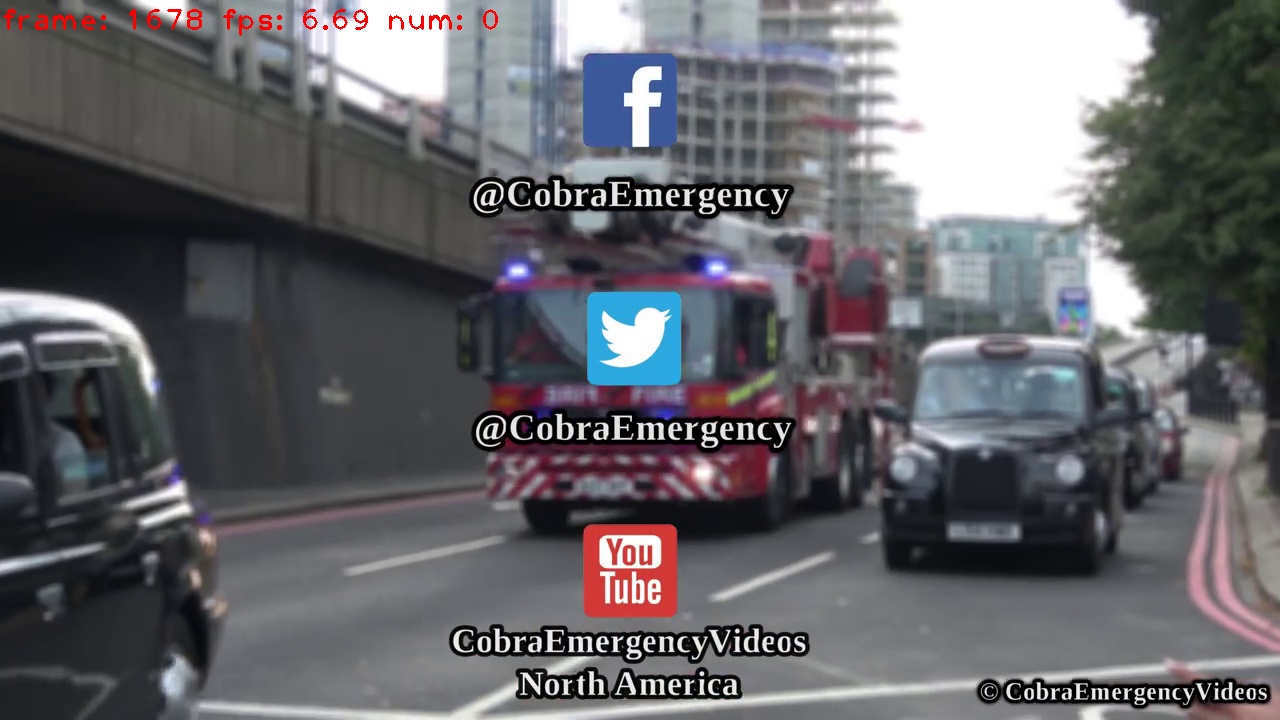 frame: 1678 fps: 6.69 num: 0
f
@CobraEmergency
@CobraEmergency
You
Tube
CobraEmergencyVideos
North America
© CobraEmergencyVideos